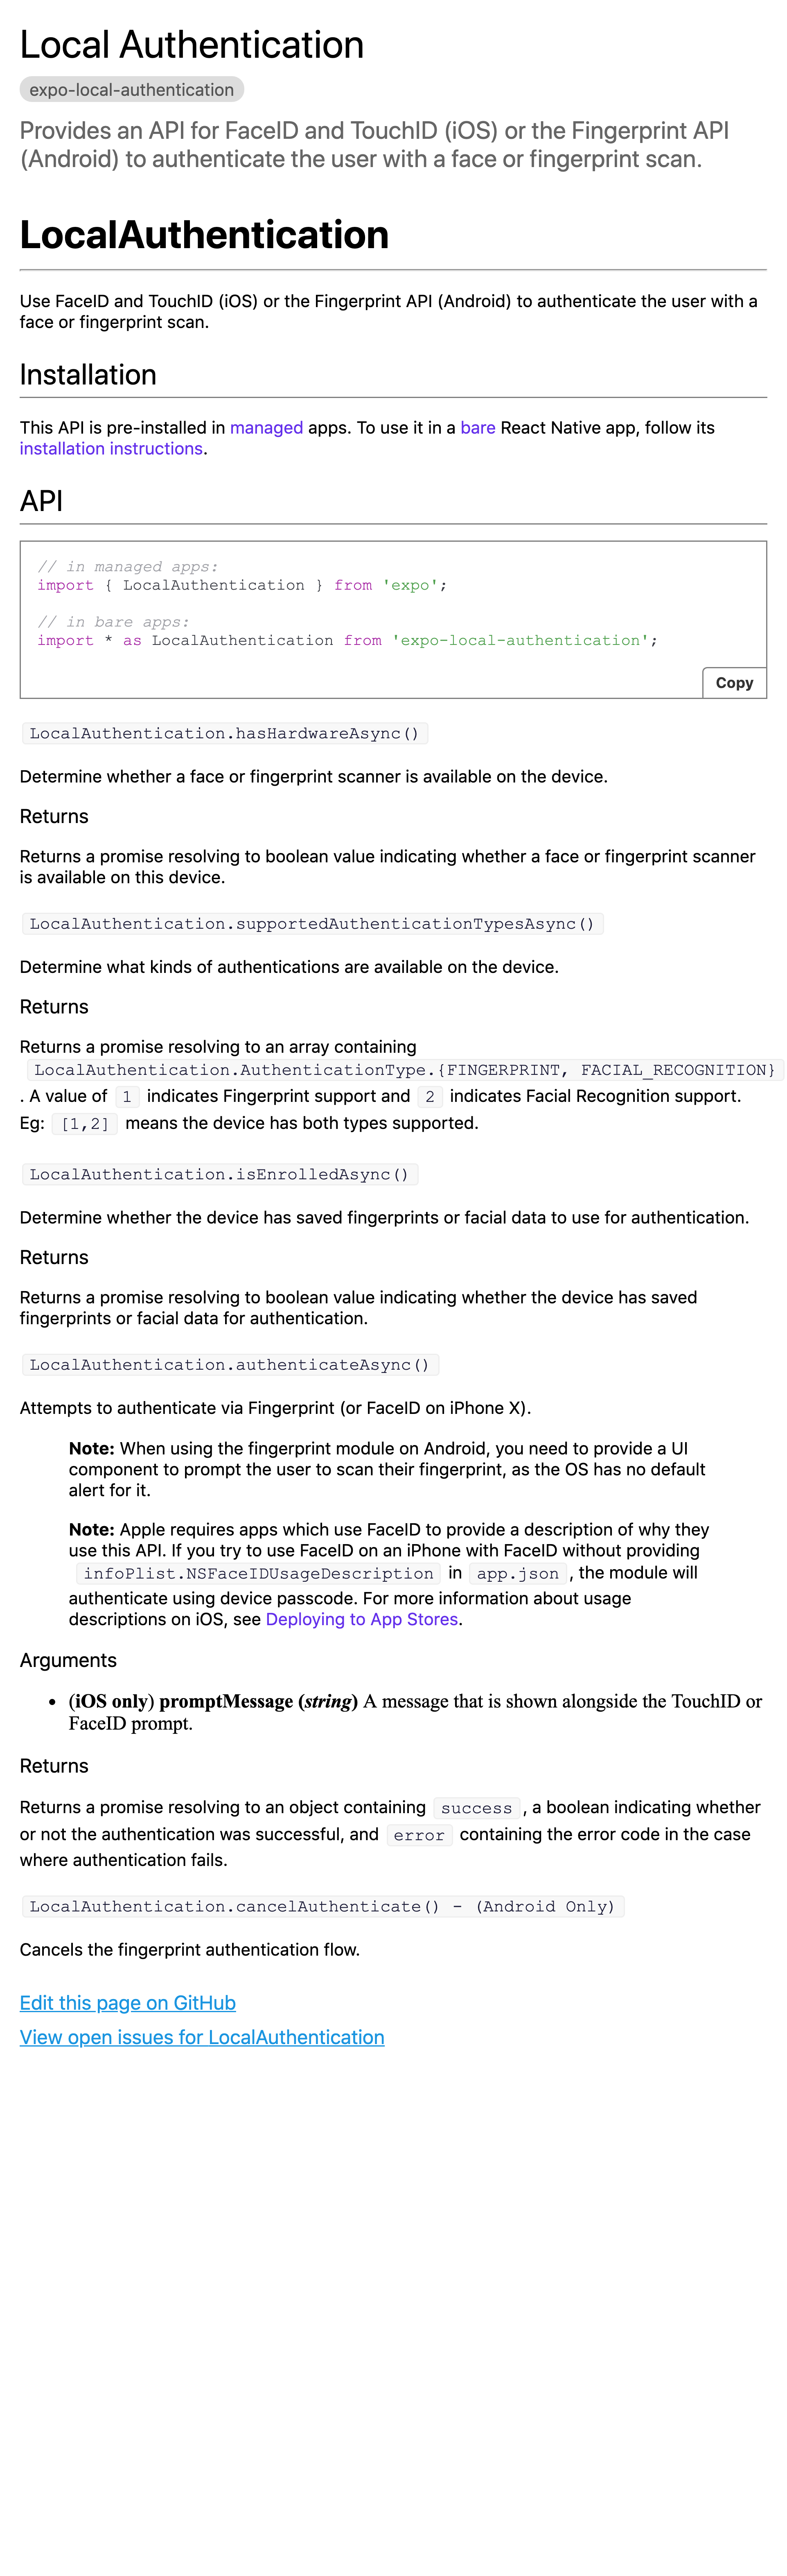 Local Authentication
expo-local-authentication
Provides an API for FaceID and TouchID (iOS) or the Fingerprint API
(Android) to authenticate the user with a face or fingerprint scan.
LocalAuthentication
Use FaceID and TouchID (iOS) or the Fingerprint API (Android) to authenticate the user with a
face or fingerprint scan.
Installation
This API is pre-installed in managed apps. To use it in a bare React Native app, follow its
installation instructions.
API
// in managed apps:
import { LocalAuthentication } from 'expo';
// in bare apps:
import * as LocalAuthentication from 'expo-local-authentication';
Copy
LocalAuthentication.hasHardwareAsync()
Determine whether a face or fingerprint scanner is available on the device.
Returns
Returns a promise resolving to boolean value indicating whether a face or fingerprint scanner
is available on this device.
LocalAuthentication.supportedAuthenticationTypesAsync()
Determine what kinds of authentications are available on the device.
Returns
Returns a promise resolving to an array containing
LocalAuthentication.AuthenticationType.{FINGERPRINT, FACIAL_RECOGNITION}
. A value of 1 indicates Fingerprint support and 2 indicates Facial Recognition support.
Eg: [1,2] means the device has both types supported.
LocalAuthentication.isEnrolledAsync()
Determine whether the device has saved fingerprints or facial data to use for authentication.
Returns
Returns a promise resolving to boolean value indicating whether the device has saved
fingerprints or facial data for authentication.
LocalAuthentication.authenticateAsync()
Attempts to authenticate via Fingerprint (or FaceID on iPhone X).
Note: When using the fingerprint module on Android, you need to provide a UI
component to prompt the user to scan their fingerprint, as the OS has no default
alert for it.
Note: Apple requires apps which use FaceID to provide a description of why they
use this API. If you try to use FaceID on an iPhone with FaceID without providing
infoPlist.NSFaceIDUsageDescription in app.json, the module will
authenticate using device passcode. For more information about usage
descriptions on iOS, see Deploying to App Stores.
Arguments
• (iOS only) promptMessage (string) A message that is shown alongside the TouchID or
FaceID prompt.
Returns
Returns a promise resolving to an object containing success, a boolean indicating whether
or not the authentication was successful, and error containing the error code in the case
where authentication fails.
LocalAuthentication.cancelAuthenticate() - (Android Only)
Cancels the fingerprint authentication flow.
Edit this page on GitHub
View open issues for LocalAuthentication